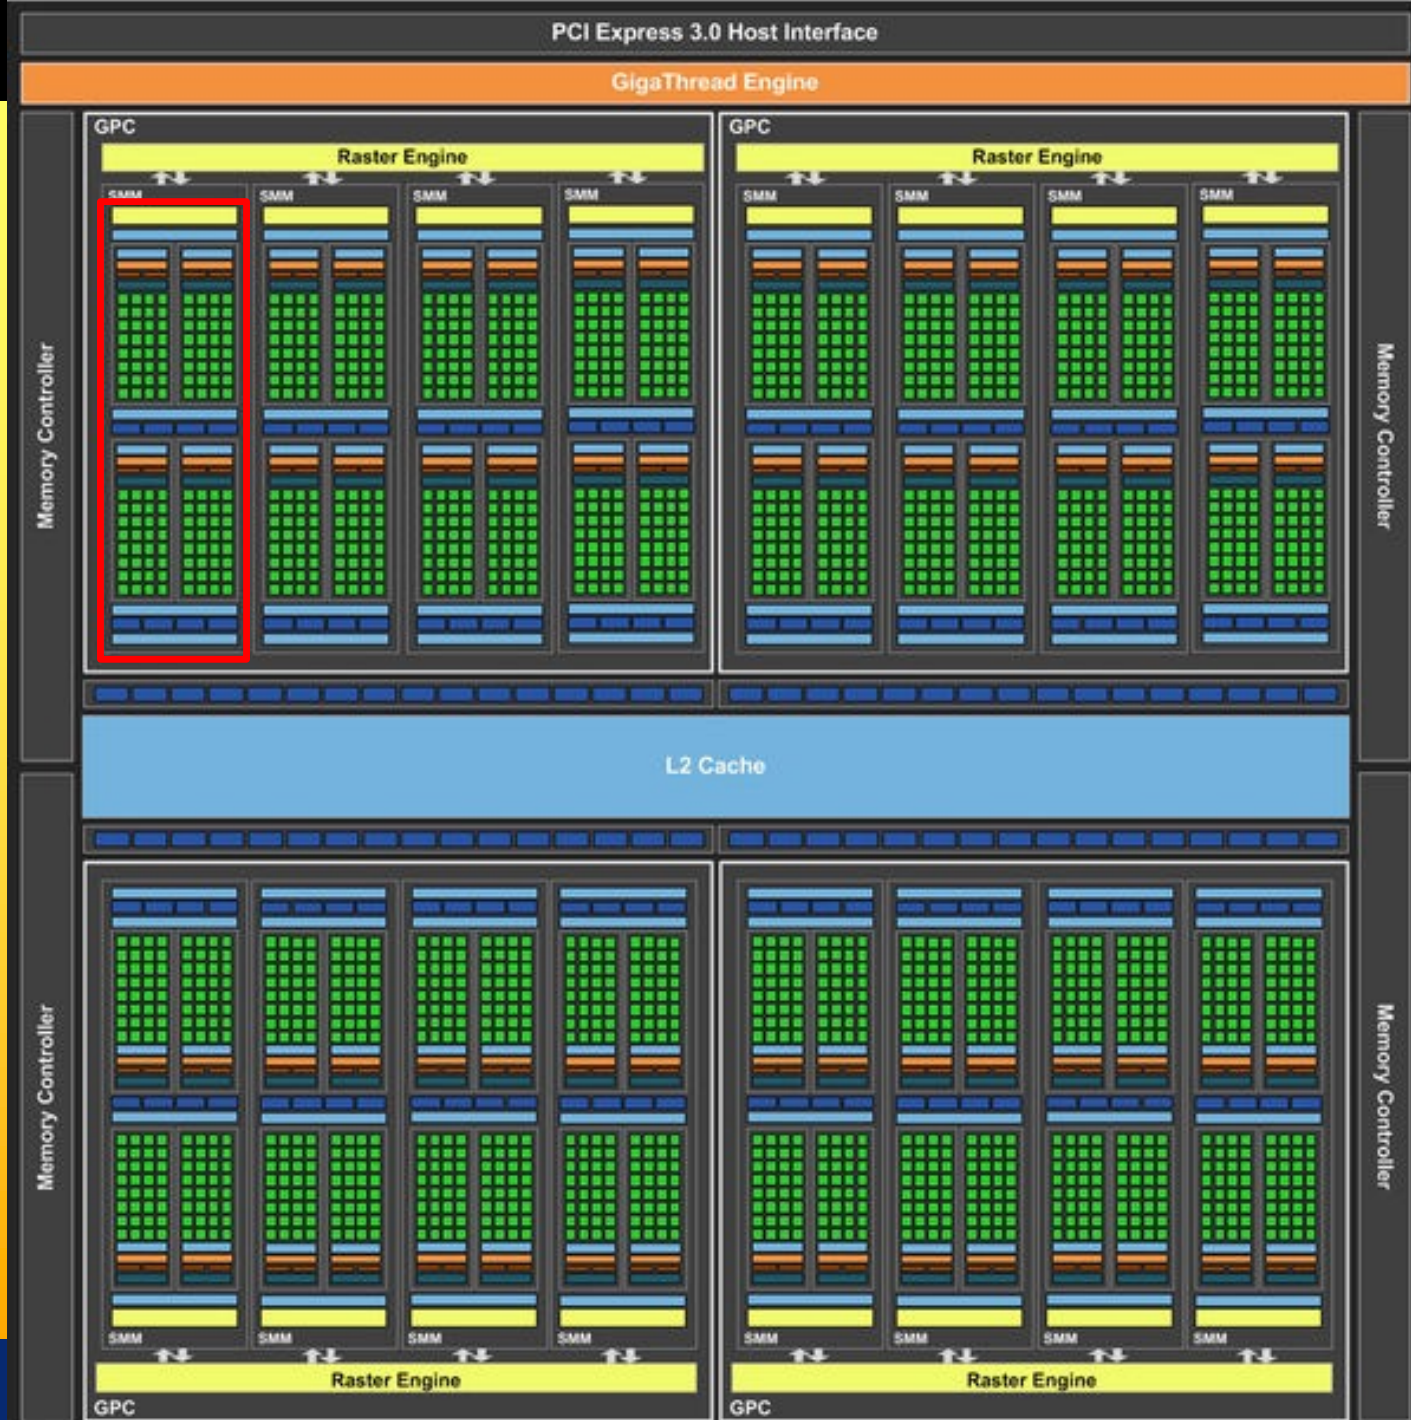 PCI Express 3.0 Host Interface
GigaThread Engine
Memory Controller
GPC
Raster Engine
SMM
SMM
SMM
SMM
GPC
Raster Engine
SMM
SMM
SMM
SMM
Memory Controller
L2 Cache
Memory Controller
SMM
SMM
SMM
SMM
Raster Engine
GPC
SMM
SMM
SMM
SMM
Raster Engine
GPC
Memory Controller